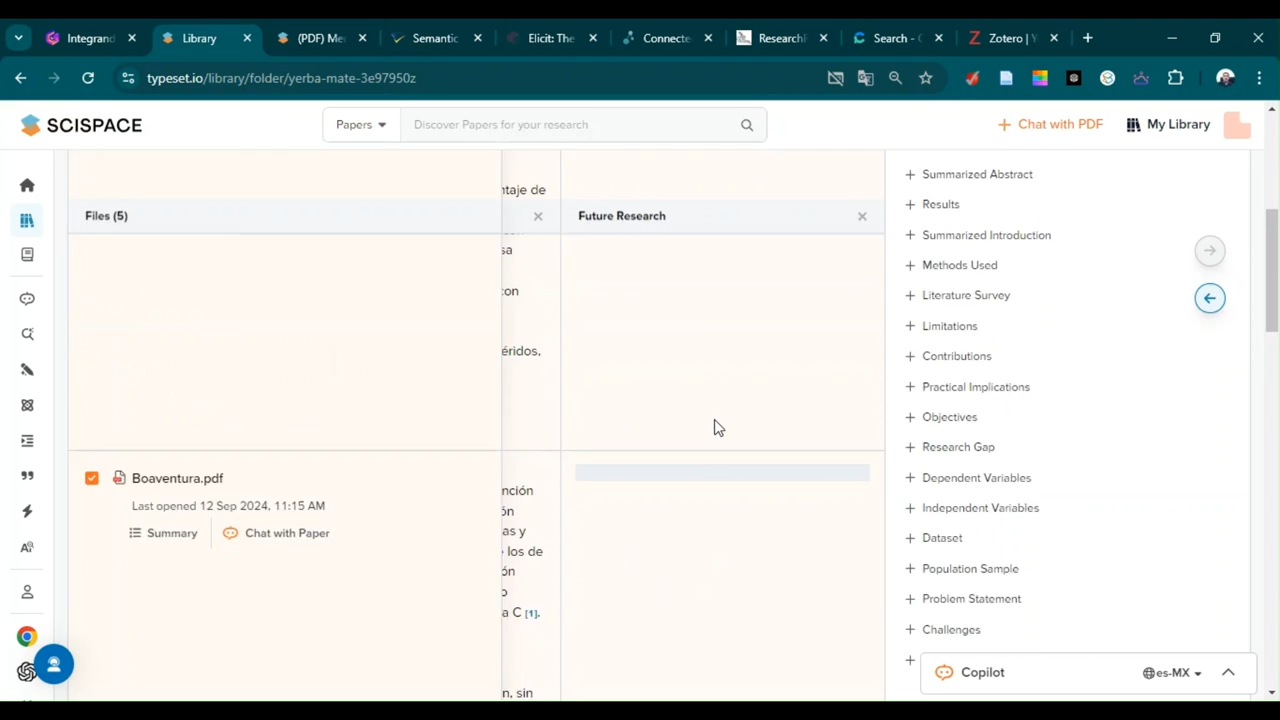 Integrand
Library
(PDF) Me
Semantic
Elicit: The
Connecte
Research
Search - C
Zotero | Y
typeset.io/library/folder/yerba-mate-3e97950z
SCISPACE
Papers
Discover Papers for your research
Chat with PDF
My Library
Summarized Abstract
ntaje de
Results
Files (5)
Future Research
Summarized Introduction
sa
Methods Used
con
Literature Survey
Limitations
éridos,
Contributions
Practical Implications
Objectives
Research Gap
Boaventura.pdf
Dependent Variables
nción
Last opened 12 Sep 2024, 11:15 AM
Independent Variables
ón
Summary
Chat with Paper
as y
Dataset
los de
Population Sample
ón
Problem Statement
o
a C [1].
Challenges
Copilot
es-MX
n, sin